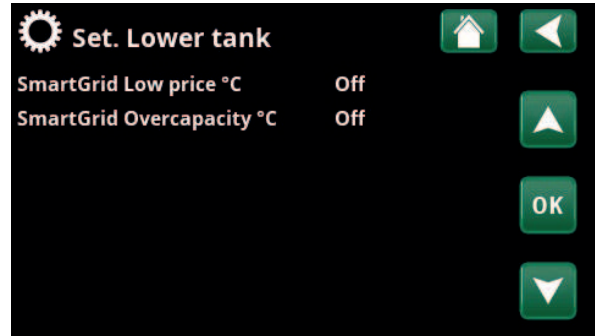 Set. Lower tank
SmartGrid Low price °C Off
SmartGrid Overcapacity °C Off
OK